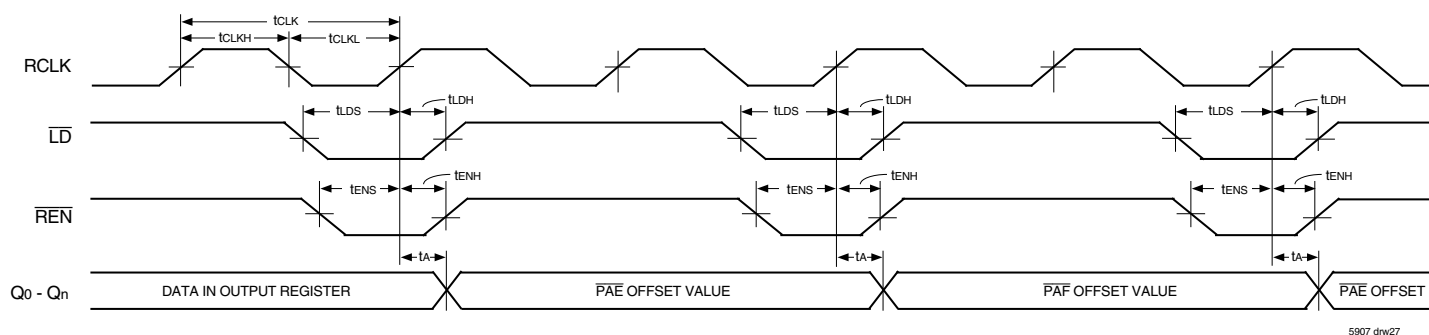 tCLK
tCLKH
tCLKL
RCLK
tLDS
tLDH
tLDS
tLDH
tLDS
tLDH
LD
tENS
tENH
tENS
tENH
tENS
tENH
REN
tA
tA
tA
Q0 - Qn
DATA IN OUTPUT REGISTER
PAE OFFSET VALUE
PAF OFFSET VALUE
PAE OFFSET
5907 drw27